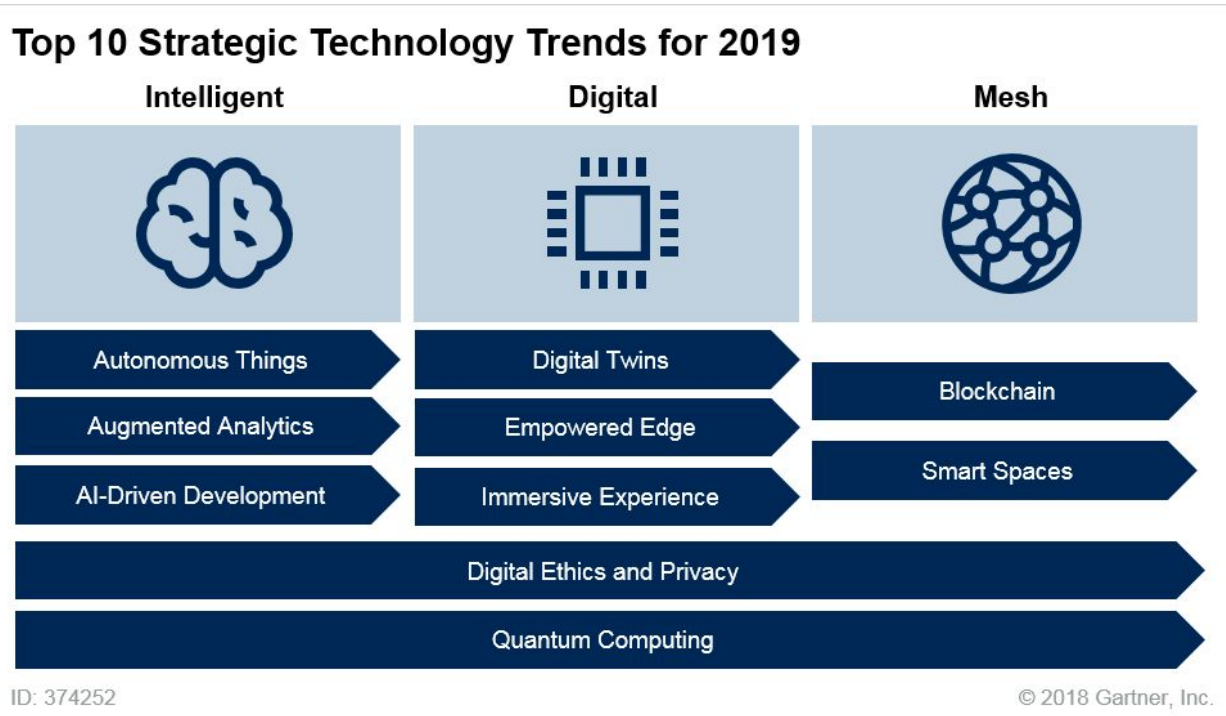 Top 10 Strategic Technology Trends for 2019
Intelligent
Digital
Mesh
Autonomous Things
Augmented Analytics
AI-Driven Development
Digital Twins
Empowered Edge
Immersive Experience
Blockchain
Smart Spaces
Digital Ethics and Privacy
Quantum Computing
ID: 374252
© 2018 Gartner, Inc.